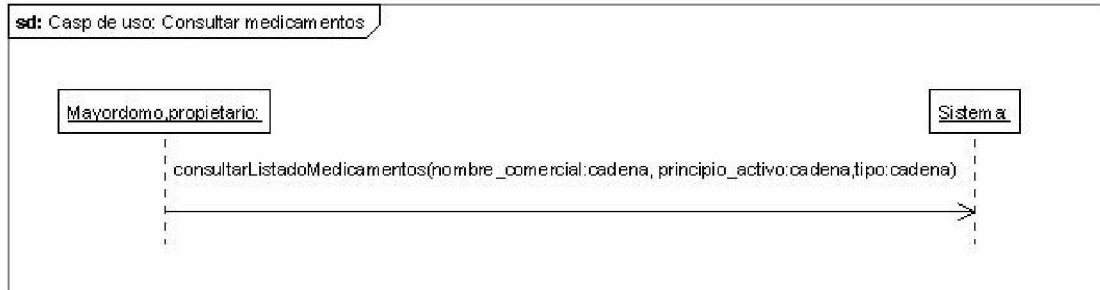 sd: Casp de uso: Consultar medicamentos
Mayordomo,propietario:
Sistema:
consultarListadoMedicamentos(nombre_comercial:cadena, principio_activo:cadena,tipo:cadena)